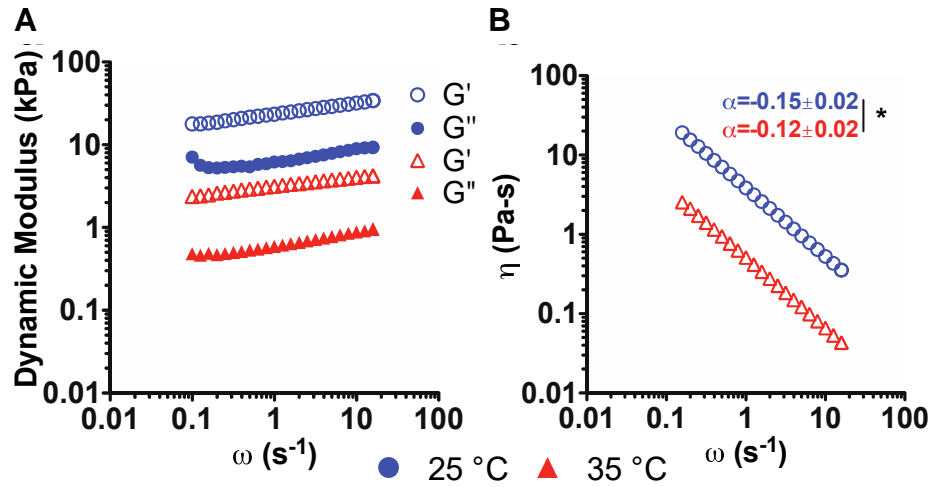 A
Dynamic Modulus (kPa)
100
10
1
0.1
0.01
0.01
0.1
1
10
100
ω (s⁻¹)
G'
G"
G'
G"
B
η (Pa-s)
100
10
1
0.1
0.01
0.01
0.1
1
10
100
ω (s⁻¹)
α=-0.15±0.02
α=-0.12±0.02
*
25 °C
35 °C